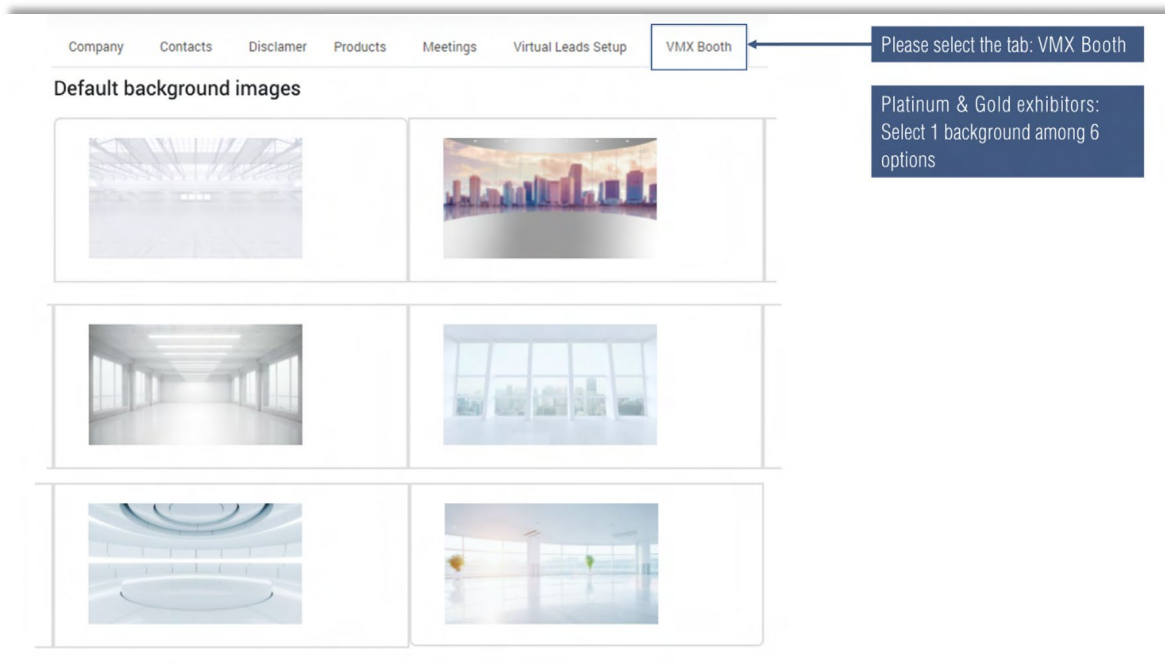 Company Contacts Disclamer Products Meetings Virtual Leads Setup VMX Booth
Please select the tab: VMX Booth
Default background images
Platinum & Gold exhibitors:
Select 1 background among 6
options